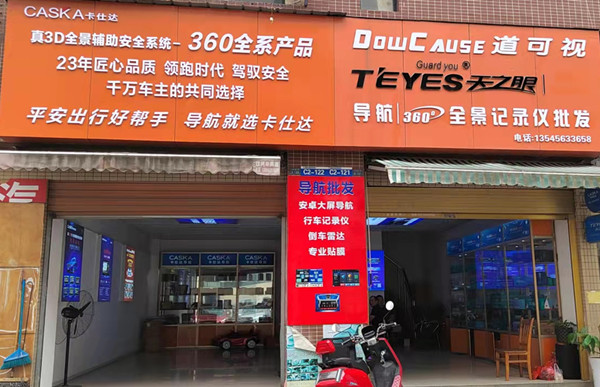 CASKA卡仕达
真3D全景辅助安全系统-360全系产品
23年匠心品质 领跑时代 驾驭安全
千万车主的共同选择
平安出行好帮手 导航就选卡仕达
DOWCAUSE 道可视
Guard you ®
T'EYES 天之眼
导航 360° 全景记录仪批发
电话:13545633658
C2-122 C2-121
导航批发
安卓大屏导航
行车记录仪
倒车雷达
专业贴膜
CASKA
CASKA
CASKA
汽